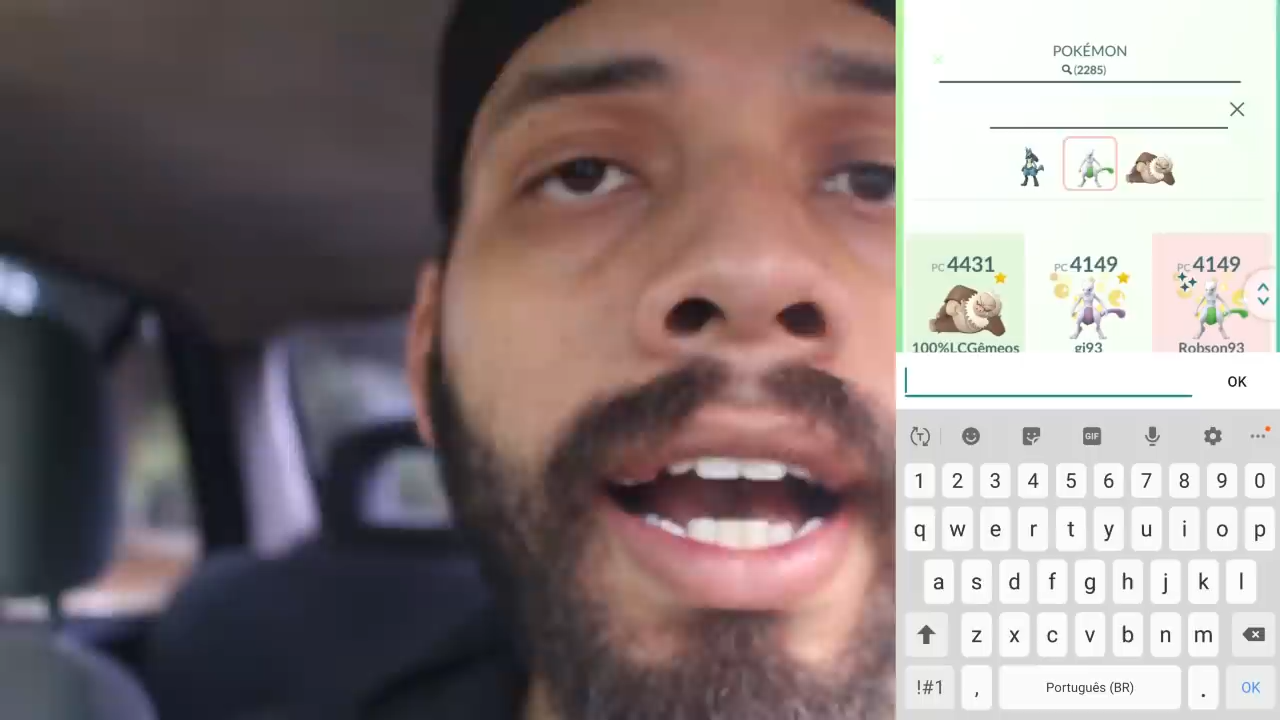 POKÉMON
(2285)
PC 4431
PC 4149
PC 4149
100%LCGêmeos
gi93
Robson93
OK
GIF
1 2 3 4 5 6 7 8 9 0
q w e r t y u i o p
a s d f g h j k l
z x c v b n m
!#1 , Português (BR) . OK